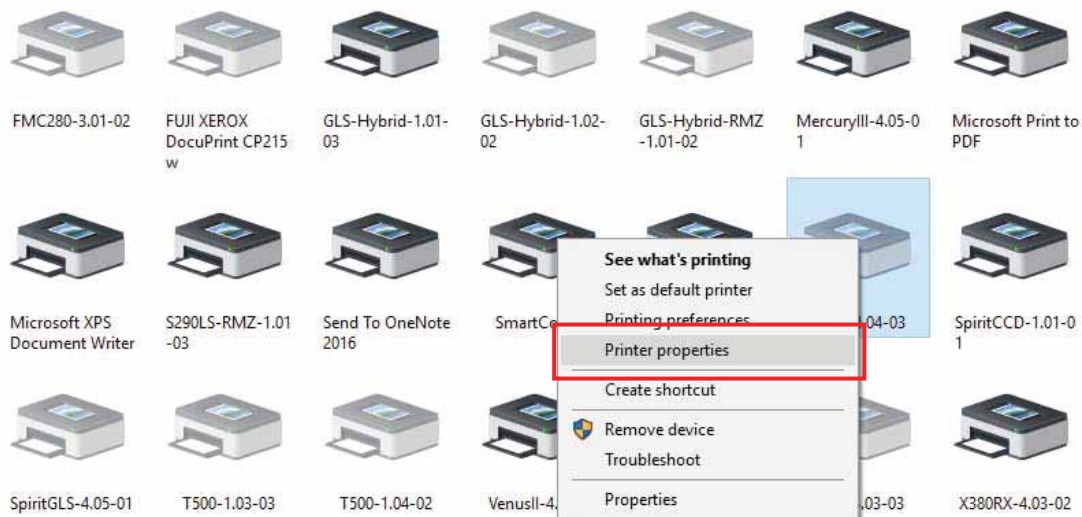 FMC280-3.01-02
FUJI XEROX
DocuPrint CP215
w
GLS-Hybrid-1.01-
03
GLS-Hybrid-1.02-
02
GLS-Hybrid-RMZ
-1.01-02
MercuryIII-4.05-0
1
Microsoft Print to
PDF
Microsoft XPS
Document Writer
S290LS-RMZ-1.01
-03
Send To OneNote
2016
SmartCo
.04-03
SpiritCCD-1.01-0
1
See what's printing
Set as default printer
Printing preferences
Printer properties
Create shortcut
Remove device
Troubleshoot
Properties
SpiritGLS-4.05-01
T500-1.03-03
T500-1.04-02
VenusII-4.
.03-03
X380RX-4.03-02